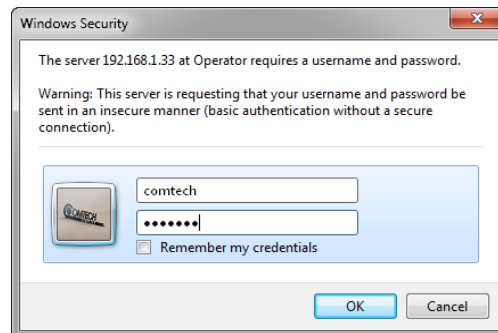 Windows Security
The server 192.168.1.33 at Operator requires a username and password.
Warning: This server is requesting that your username and password be
sent in an insecure manner (basic authentication without a secure
connection).
COMTECH
comtech
●●●●●●●
Remember my credentials
OK
Cancel